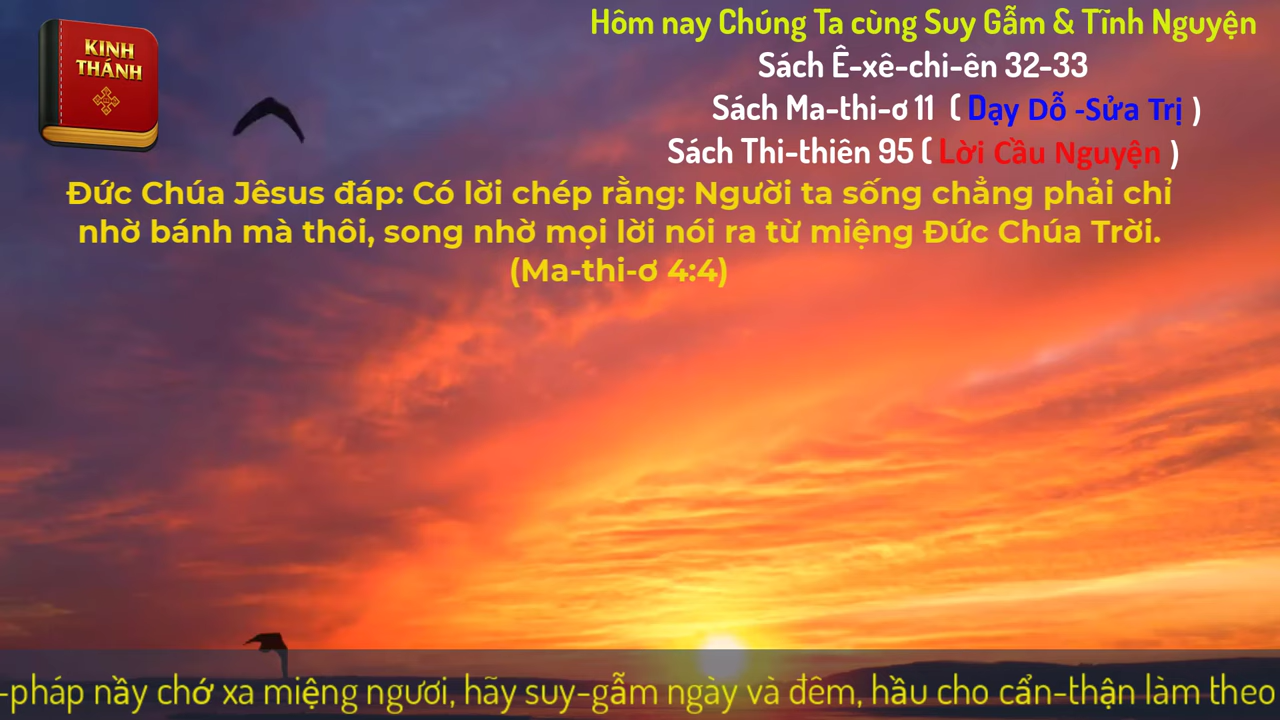 KINH
THÁNH
Hôm nay Chúng Ta cùng Suy Gẫm & Tĩnh Nguyện
Sách Ê-xê-chi-ên 32-33
Sách Ma-thi-ơ 11 ( Dạy Dỗ -Sửa Trị )
Sách Thi-thiên 95 ( Lời Cầu Nguyện )
Đức Chúa Jêsus đáp: Có lời chép rằng: Người ta sống chẳng phải chỉ
nhờ bánh mà thôi, song nhờ mọi lời nói ra từ miệng Đức Chúa Trời.
(Ma-thi-ơ 4:4)
-pháp nầy chớ xa miệng ngươi, hãy suy-gẫm ngày và đêm, hầu cho cẩn-thận làm theo